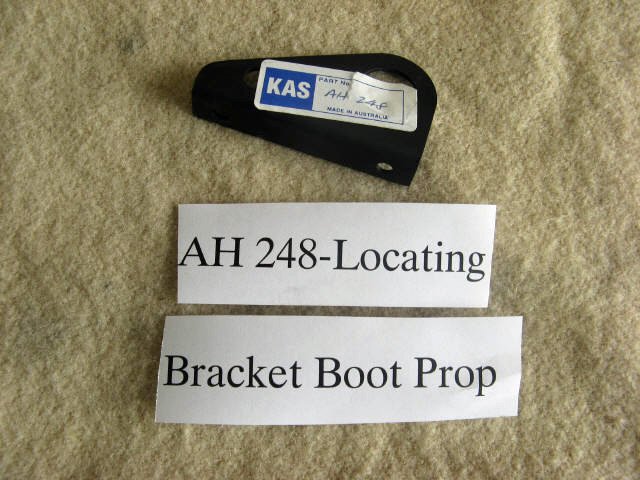 KAS
PART No.
AH 248
MADE IN AUSTRALIA
AH 248-Locating
Bracket Boot Prop